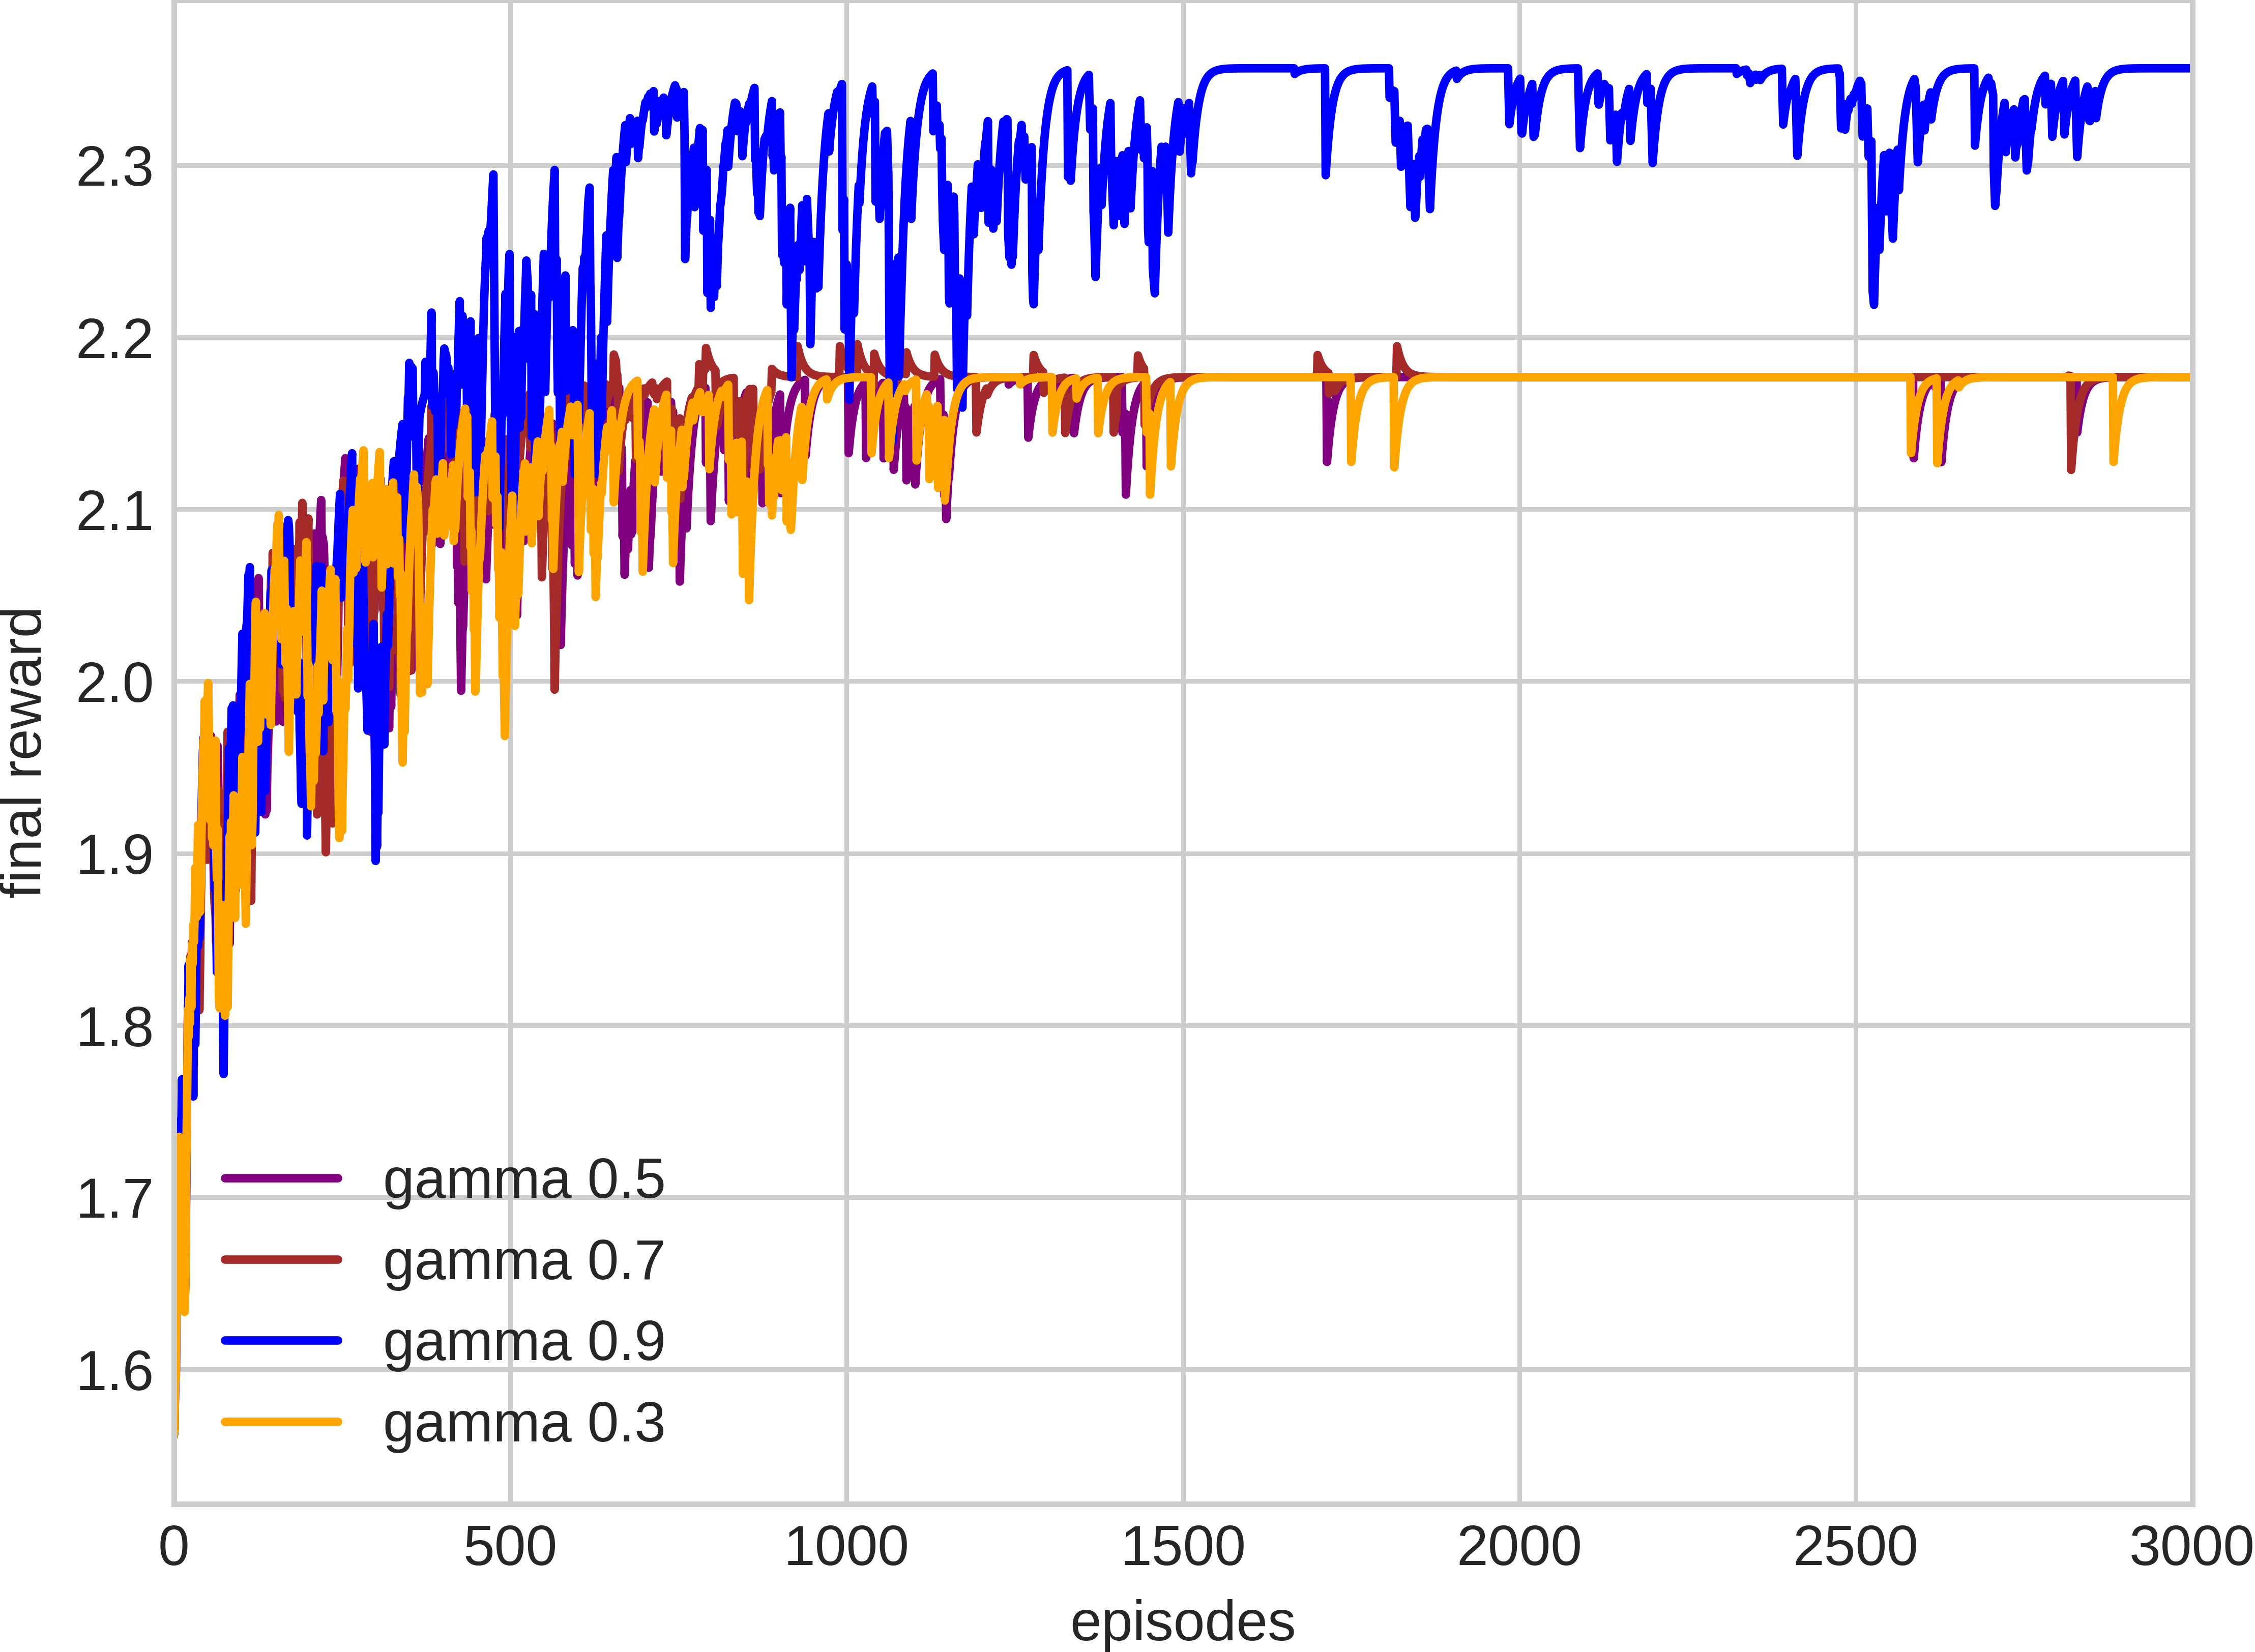 final reward
2.3
2.2
2.1
2.0
1.9
1.8
1.7
1.6
gamma 0.5
gamma 0.7
gamma 0.9
gamma 0.3
0 500 1000 1500 2000 2500 3000
episodes